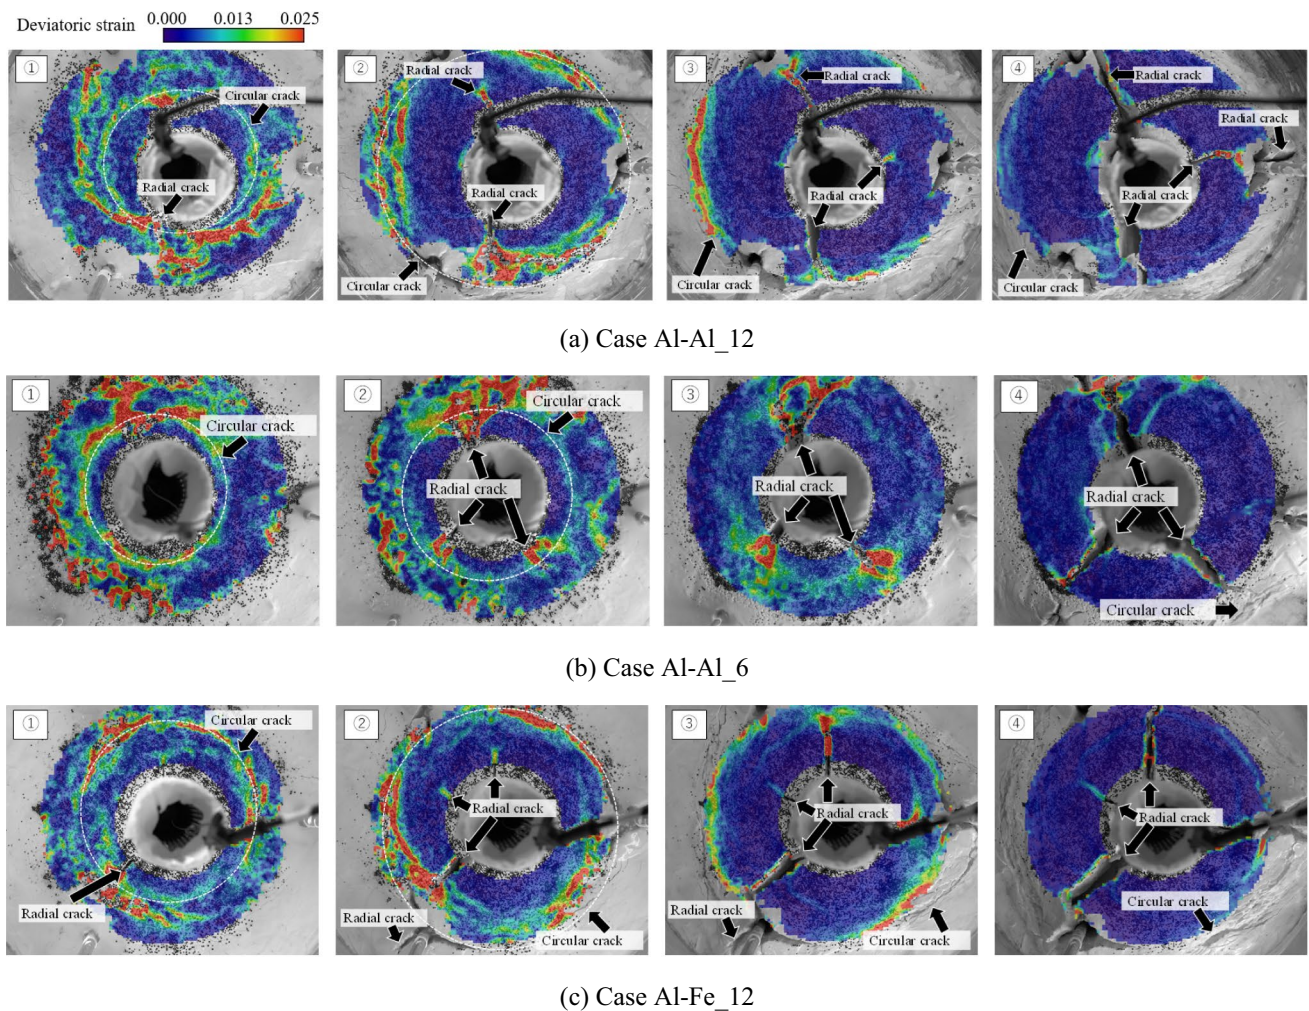 Deviatoric strain
0.000 0.013 0.025
①
Circular crack
Radial crack
②
Radial crack
Radial crack
Circular crack
③
Radial crack
Radial crack
Circular crack
④
Radial crack
Radial crack
Radial crack
Circular crack
(a) Case Al-Al_12
①
Circular crack
②
Circular crack
Radial crack
③
Radial crack
④
Radial crack
Circular crack
(b) Case Al-Al_6
①
Circular crack
Radial crack
②
Radial crack
Radial crack
Circular crack
③
Radial crack
Radial crack
Circular crack
④
Radial crack
Circular crack
(c) Case Al-Fe_12